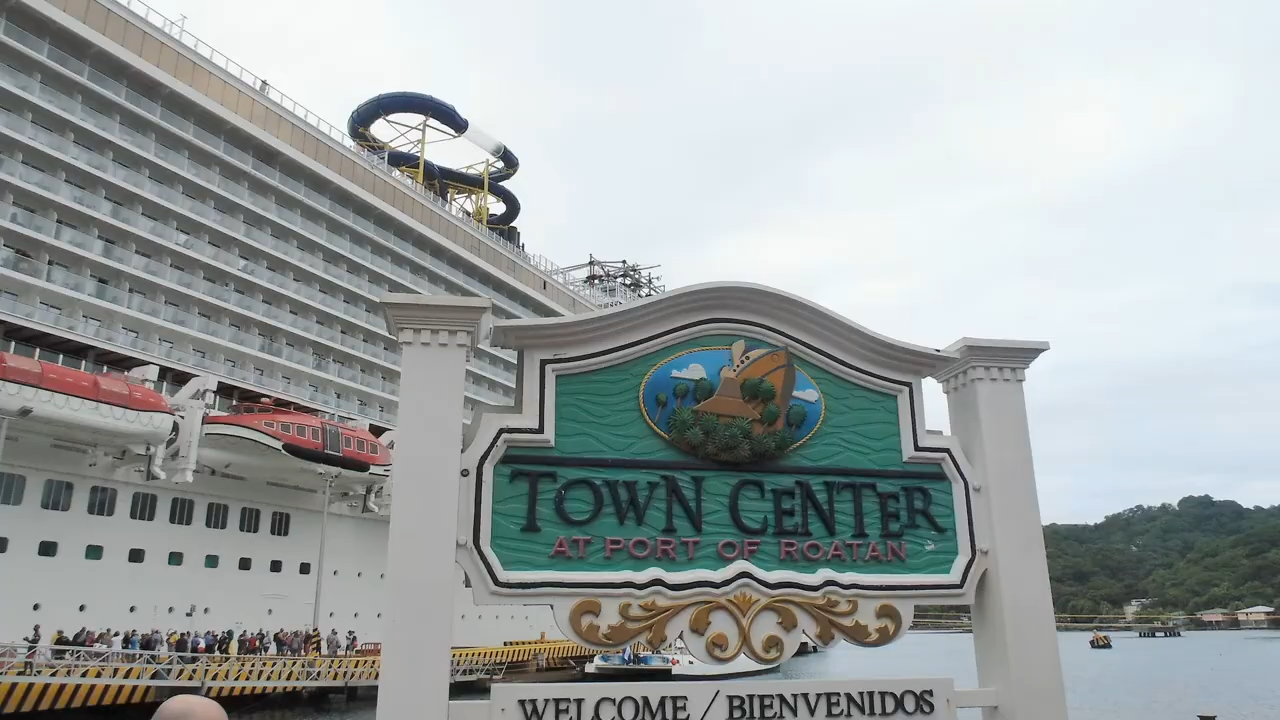 TOWN CENTER
AT PORT OF ROATAN
WELCOME / BIENVENIDOS